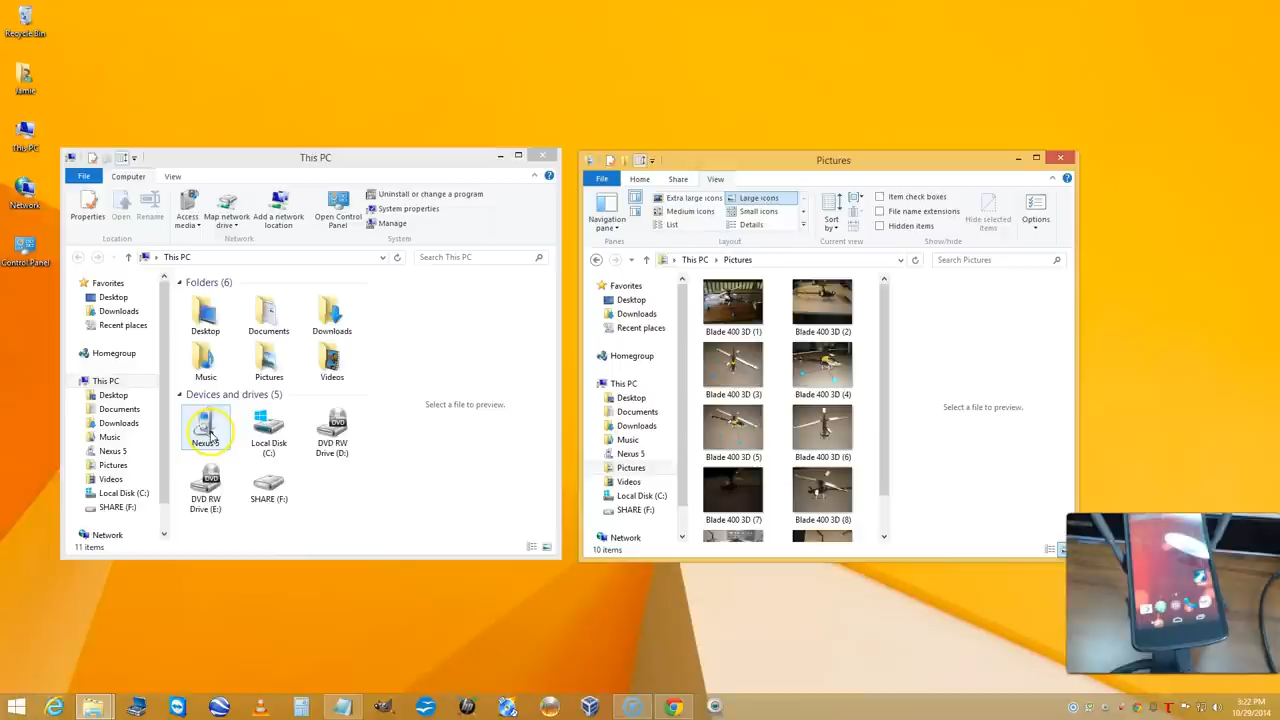 Recycle Bin
Jamie
This PC
Network
Control Panel
This PC
File
Computer
View
Properties
Open
Rename
Access media
Map network drive
Add a network location
Open Control Panel
Uninstall or change a program
System properties
Manage
Location
Network
System
This PC
Search This PC
Favorites
Desktop
Downloads
Recent places
Homegroup
This PC
Desktop
Documents
Downloads
Music
Nexus 5
Pictures
Videos
Local Disk (C:)
SHARE (F:)
Network
Folders (6)
Desktop
Documents
Downloads
Music
Pictures
Videos
Devices and drives (5)
Nexus 5
Local Disk (C:)
DVD RW Drive (D:)
DVD RW Drive (E:)
SHARE (F:)
Select a file to preview.
11 items
Pictures
File
Home
Share
View
Navigation pane
Extra large icons
Large icons
Medium icons
Small icons
List
Details
Sort by
Item check boxes
File name extensions
Hidden items
Hide selected items
Options
Panes
Layout
Current view
Show/hide
This PC
Pictures
Search Pictures
Favorites
Desktop
Downloads
Recent places
Homegroup
This PC
Desktop
Documents
Downloads
Music
Nexus 5
Pictures
Videos
Local Disk (C:)
SHARE (F:)
Network
Blade 400 3D (1)
Blade 400 3D (2)
Blade 400 3D (3)
Blade 400 3D (4)
Blade 400 3D (5)
Blade 400 3D (6)
Blade 400 3D (7)
Blade 400 3D (8)
Select a file to preview.
10 items
3:22 PM
10/29/2014